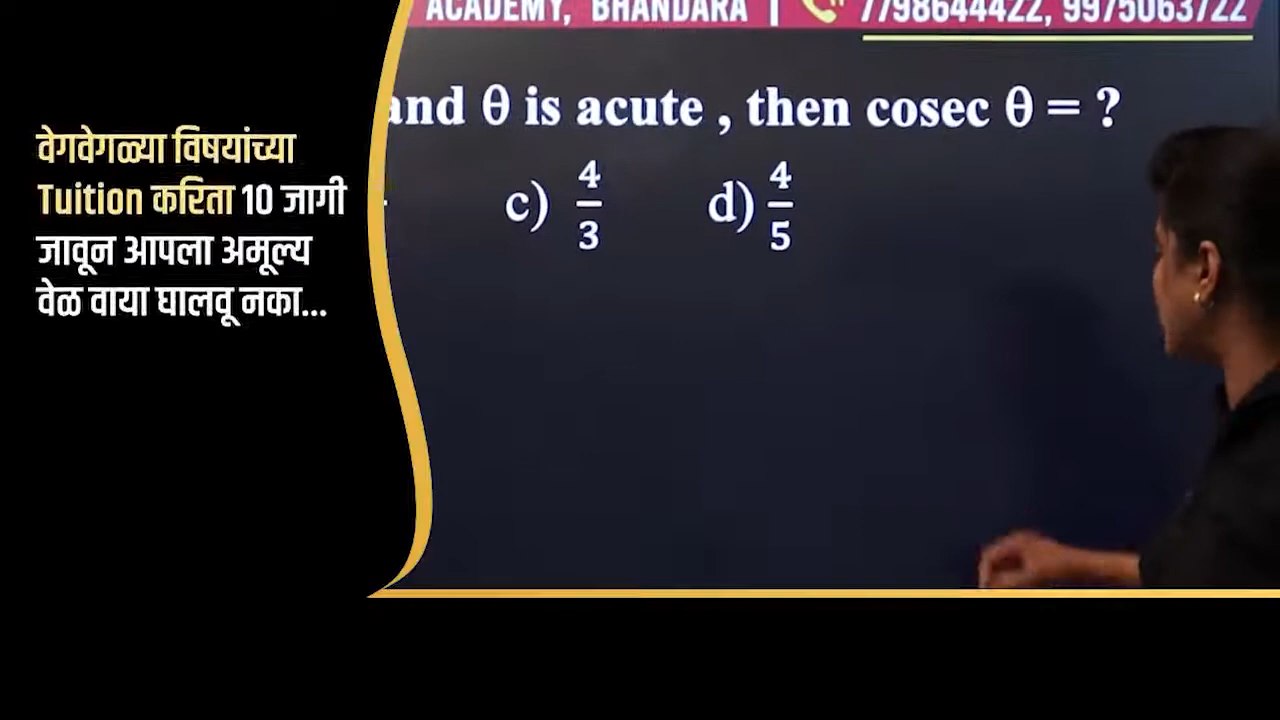 ACADEMY, BHANDARA | 7798644422, 9975063722
and θ is acute , then cosec θ = ?
c) 4/3 d) 4/5
वेगवेगळ्या विषयांच्या
Tuition करिता 10 जागी
जावून आपला अमूल्य
वेळ वाया घालवू नका...